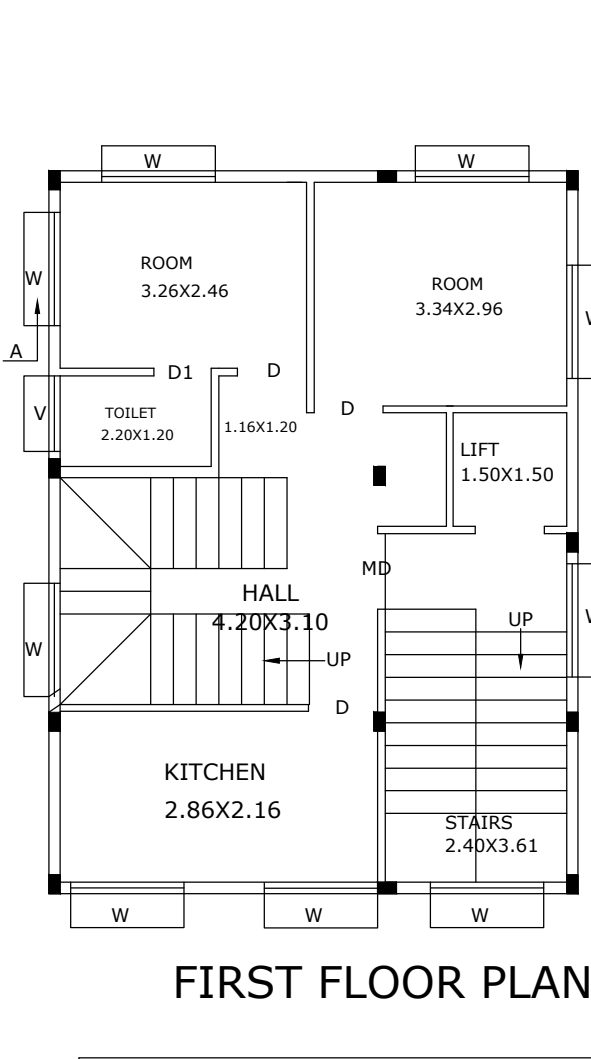 W
W
W
ROOM
3.26X2.46
ROOM
3.34X2.96
W
A
D1
D
V
TOILET
2.20X1.20
1.16X1.20
D
LIFT
1.50X1.50
MD
HALL
4.20X3.10
W
UP
UP
W
D
KITCHEN
2.86X2.16
STAIRS
2.40X3.61
W
W
W
FIRST FLOOR PLAN